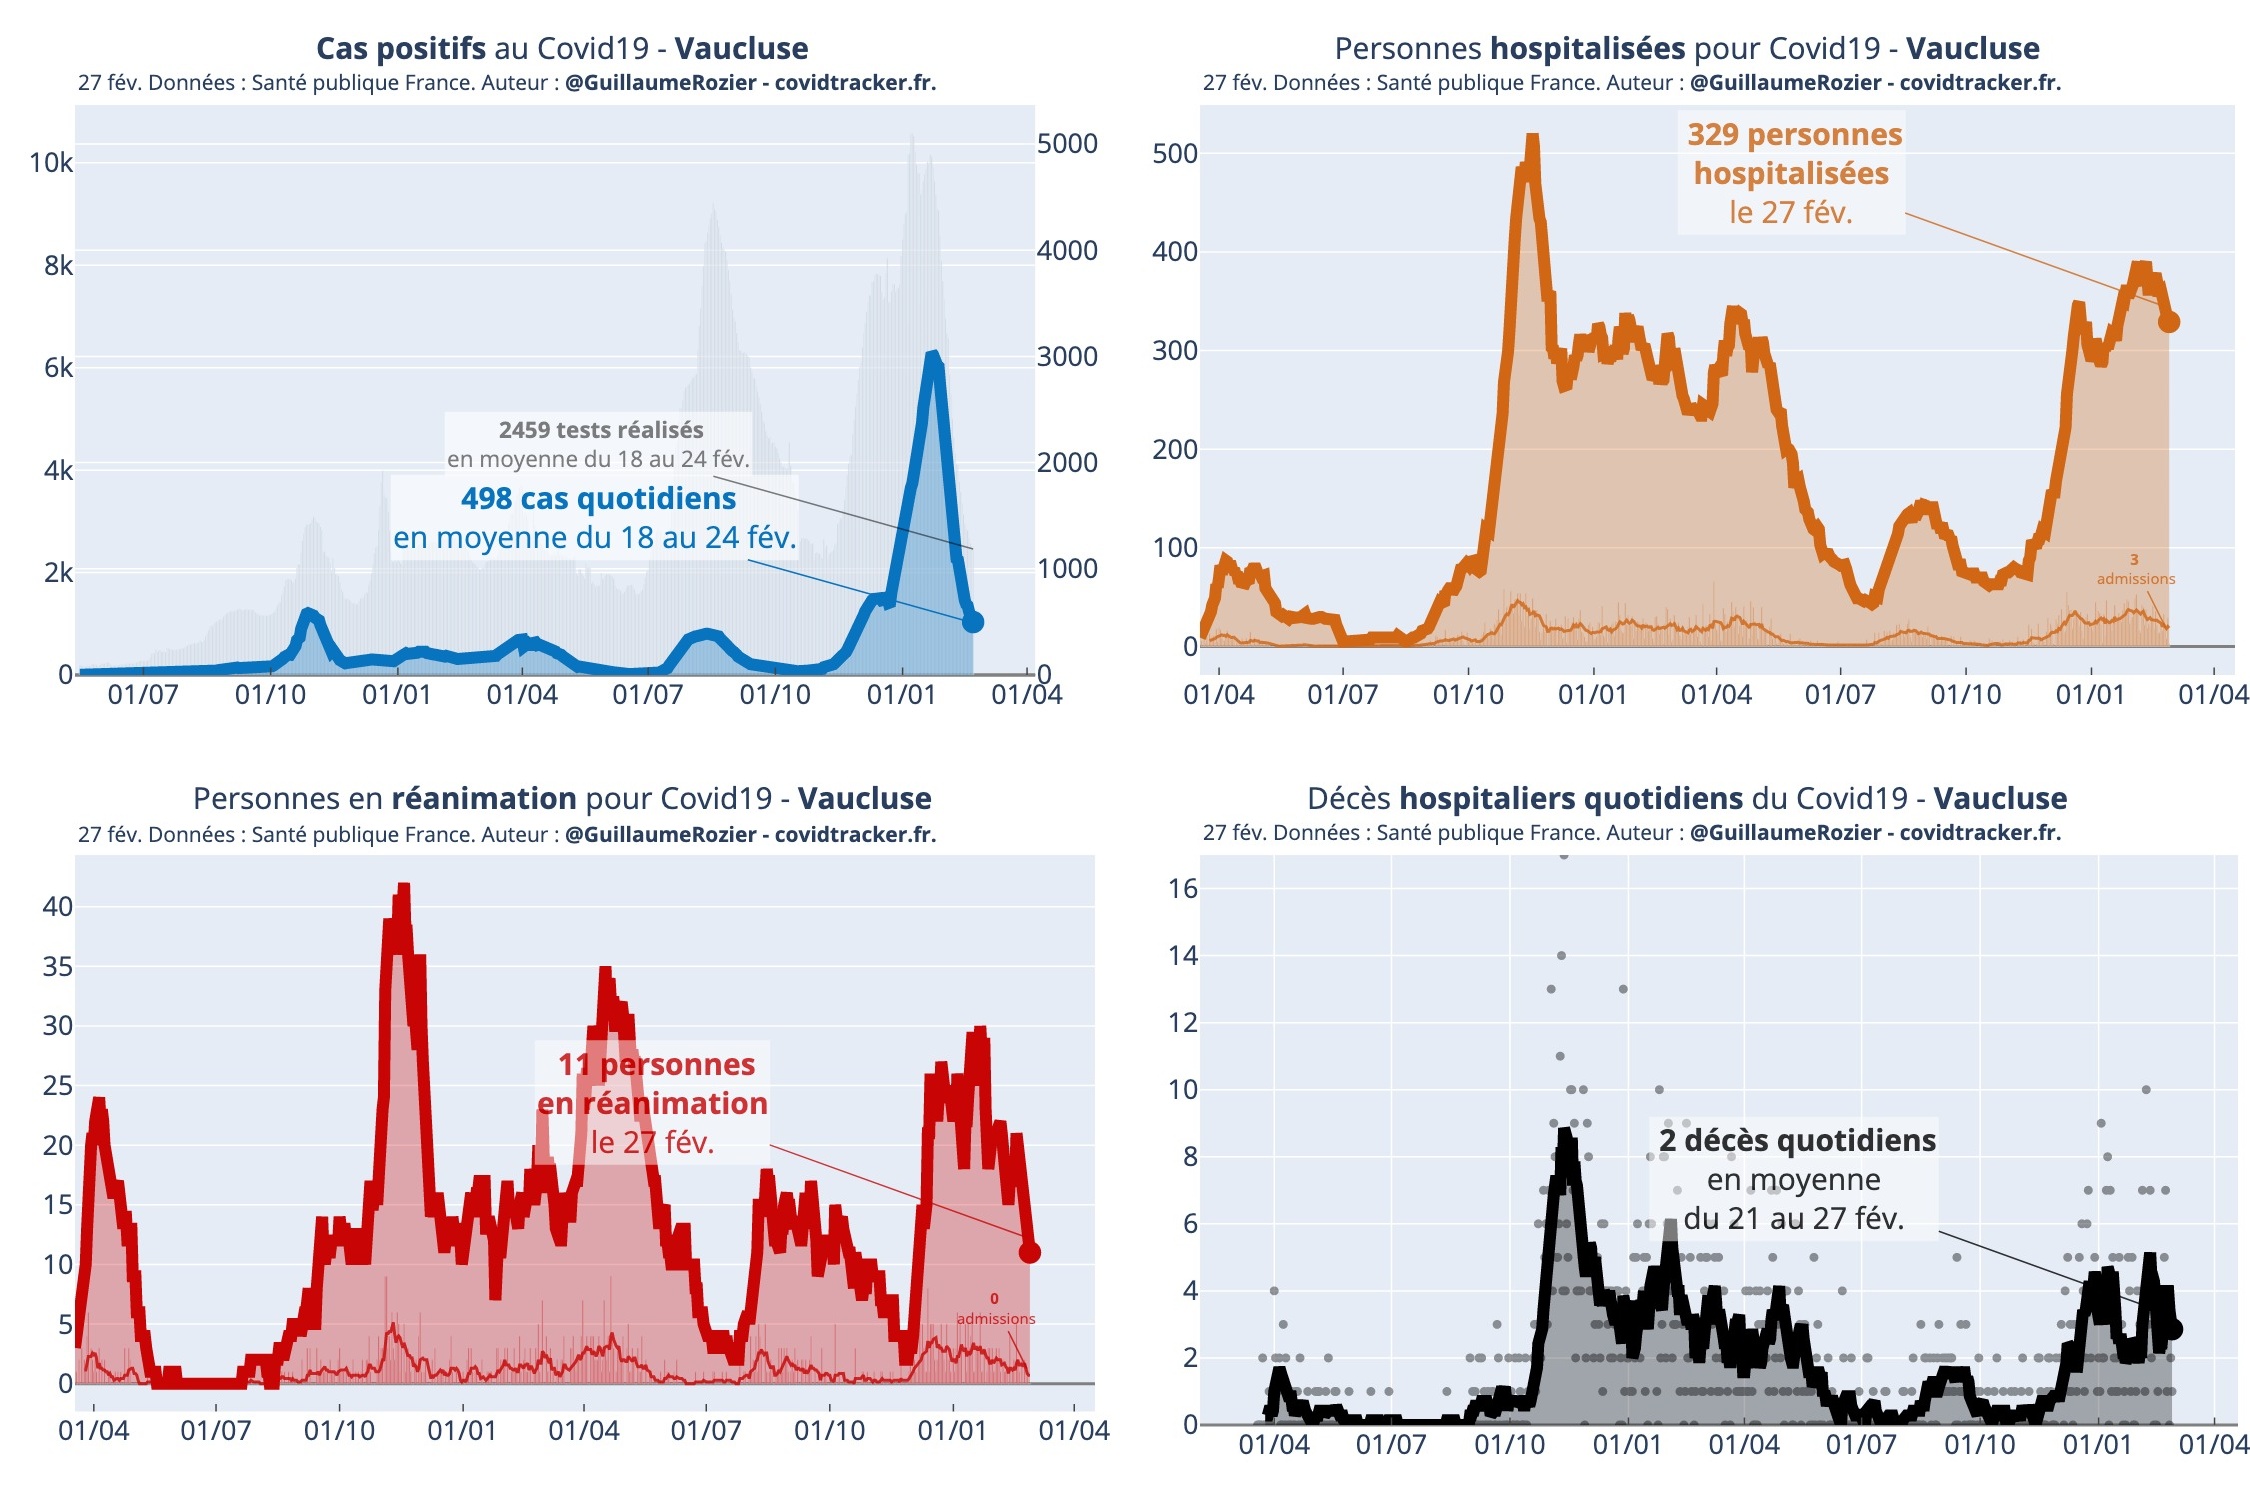 Cas positifs au Covid19 - Vaucluse
27 fév. Données : Santé publique France. Auteur : @GuillaumeRozier - covidtracker.fr.
10k
8k
6k
4k
2k
0
5000
4000
3000
2000
1000
0
2459 tests réalisés
en moyenne du 18 au 24 fév.
498 cas quotidiens
en moyenne du 18 au 24 fév.
01/07 01/10 01/01 01/04 01/07 01/10 01/01 01/04
Personnes hospitalisées pour Covid19 - Vaucluse
27 fév. Données : Santé publique France. Auteur : @GuillaumeRozier - covidtracker.fr.
500
400
300
200
100
0
329 personnes
hospitalisées
le 27 fév.
3
admissions
01/04 01/07 01/10 01/01 01/04 01/07 01/10 01/01 01/04
Personnes en réanimation pour Covid19 - Vaucluse
27 fév. Données : Santé publique France. Auteur : @GuillaumeRozier - covidtracker.fr.
40
35
30
25
20
15
10
5
0
11 personnes
en réanimation
le 27 fév.
0
admissions
01/04 01/07 01/10 01/01 01/04 01/07 01/10 01/01 01/04
Décès hospitaliers quotidiens du Covid19 - Vaucluse
27 fév. Données : Santé publique France. Auteur : @GuillaumeRozier - covidtracker.fr.
16
14
12
10
8
6
4
2
0
2 décès quotidiens
en moyenne
du 21 au 27 fév.
01/04 01/07 01/10 01/01 01/04 01/07 01/10 01/01 01/04